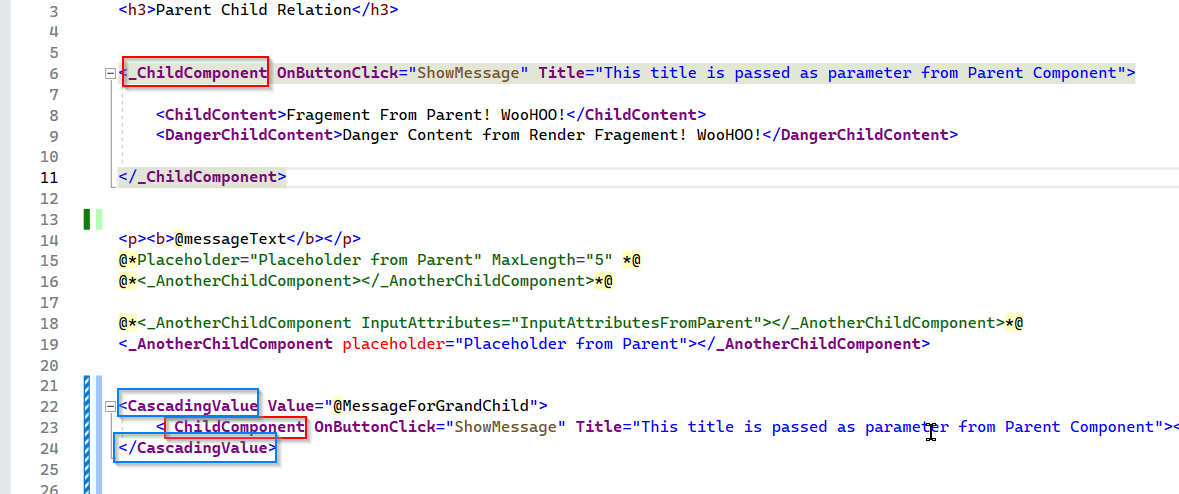 3 <h3>Parent Child Relation</h3>
4
5
6 <_ChildComponent OnButtonClick="ShowMessage" Title="This title is passed as parameter from Parent Component">
7
8 <ChildContent>Fragement From Parent! WooHOO!</ChildContent>
9 <DangerChildContent>Danger Content from Render Fragement! WooHOO!</DangerChildContent>
10
11 </_ChildComponent>
12
13
14 <p><b>@messageText</b></p>
15 @*Placeholder="Placeholder from Parent" MaxLength="5" *@
16 @*<_AnotherChildComponent></_AnotherChildComponent>*@
17
18 @*<_AnotherChildComponent InputAttributes="InputAttributesFromParent"></_AnotherChildComponent>*@
19 <_AnotherChildComponent placeholder="Placeholder from Parent"></_AnotherChildComponent>
20
21
22 <CascadingValue Value="@MessageForGrandChild">
23 <_ChildComponent OnButtonClick="ShowMessage" Title="This title is passed as parameter from Parent Component"><
24 </CascadingValue>
25
26